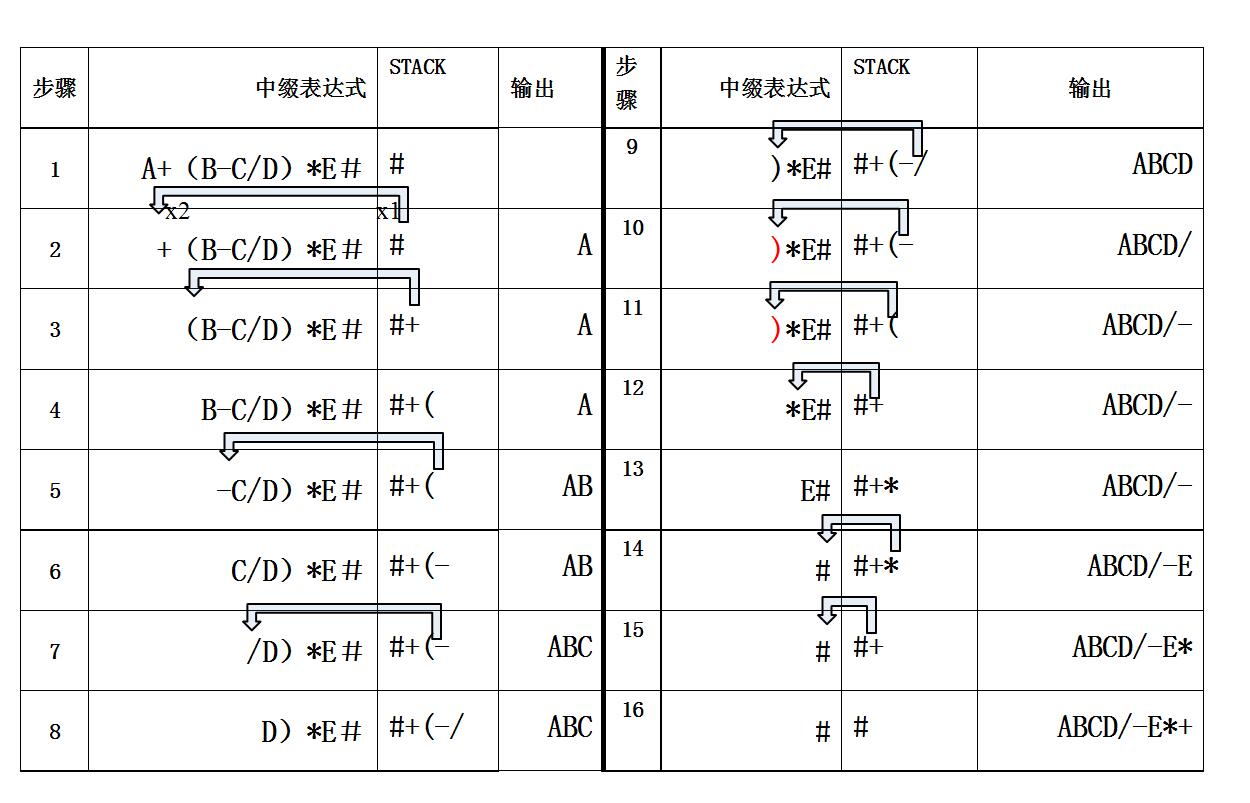 步骤 中缀表达式 STACK 输出 步骤 中缀表达式 STACK 输出
1 A+（B-C/D）*E＃ # 9 )*E# #+(-/ ABCD
x2 x1
2 +（B-C/D）*E＃ # A 10 )*E# #+(- ABCD/
3 （B-C/D）*E＃ #+ A 11 )*E# #+( ABCD/-
4 B-C/D）*E＃ #+( A 12 *E# #+ ABCD/-
5 -C/D）*E＃ #+( AB 13 E# #+* ABCD/-
6 C/D）*E＃ #+(- AB 14 # #+* ABCD/-E
7 /D）*E＃ #+(- ABC 15 # #+ ABCD/-E*
8 D）*E＃ #+(-/ ABC 16 # # ABCD/-E*+